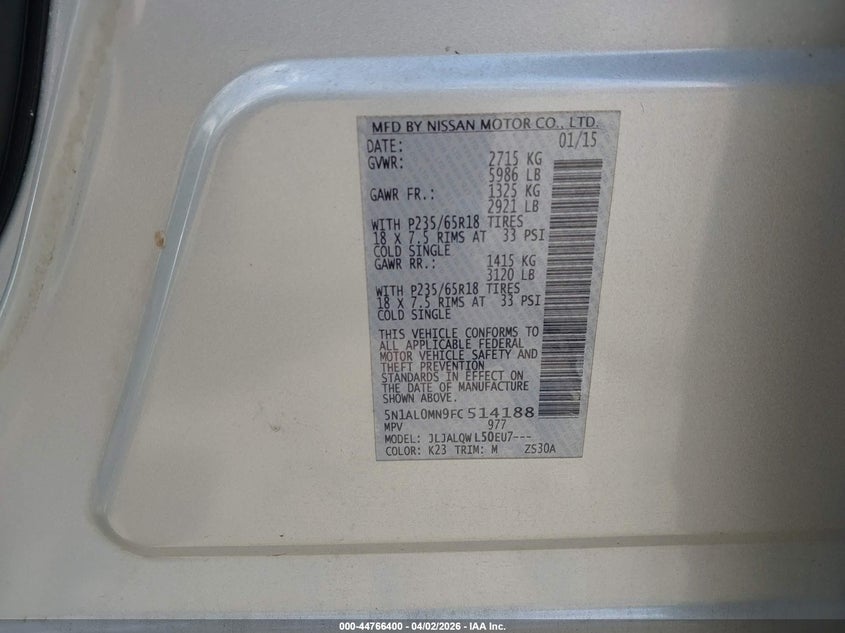 MFD BY NISSAN MOTOR CO., LTD.
DATE: 01/15
GVWR: 2715 KG
5986 LB
GAWR FR.: 1325 KG
2921 LB
WITH P235/65R18 TIRES
18 X 7.5 RIMS AT 33 PSI
COLD SINGLE
GAWR RR.: 1415 KG
3120 LB
WITH P235/65R18 TIRES
18 X 7.5 RIMS AT 33 PSI
COLD SINGLE
THIS VEHICLE CONFORMS TO
ALL APPLICABLE FEDERAL
MOTOR VEHICLE SAFETY AND
THEFT PREVENTION
STANDARDS IN EFFECT ON
THE DATE OF MANUFACTURE
SHOWN ABOVE.
5N1AL0MN9FC514188
MPV 977
MODEL: JLJALQWL50EU7---
COLOR: K23 TRIM: M ZS30A
000-44766400 - 04/02/2026 - IAA Inc.